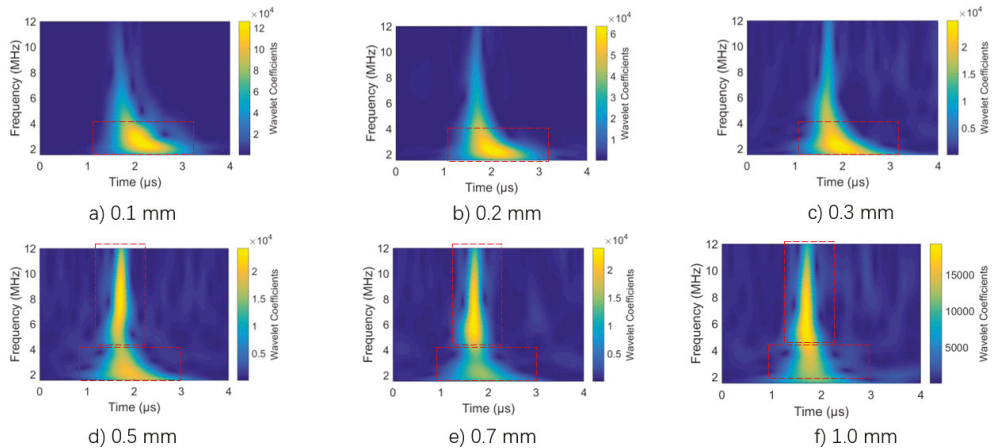 ×10⁴
12
10
8
6
4
2
Frequency (MHz)
0 1 2 3 4
Time (μs)
12
10
8
6
4
2
Wavelet Coefficients
a) 0.1 mm
×10⁴
12
10
8
6
4
2
Frequency (MHz)
0 1 2 3 4
Time (μs)
6
5
4
3
2
1
Wavelet Coefficients
b) 0.2 mm
×10⁴
12
10
8
6
4
2
Frequency (MHz)
0 1 2 3 4
Time (μs)
2
1.5
1
0.5
Wavelet Coefficients
c) 0.3 mm
×10⁴
12
10
8
6
4
2
Frequency (MHz)
0 1 2 3 4
Time (μs)
2
1.5
1
0.5
Wavelet Coefficients
d) 0.5 mm
×10⁴
12
10
8
6
4
2
Frequency (MHz)
0 1 2 3 4
Time (μs)
2
1.5
1
0.5
Wavelet Coefficients
e) 0.7 mm
12
10
8
6
4
2
Frequency (MHz)
0 1 2 3 4
Time (μs)
15000
10000
5000
Wavelet Coefficients
f) 1.0 mm